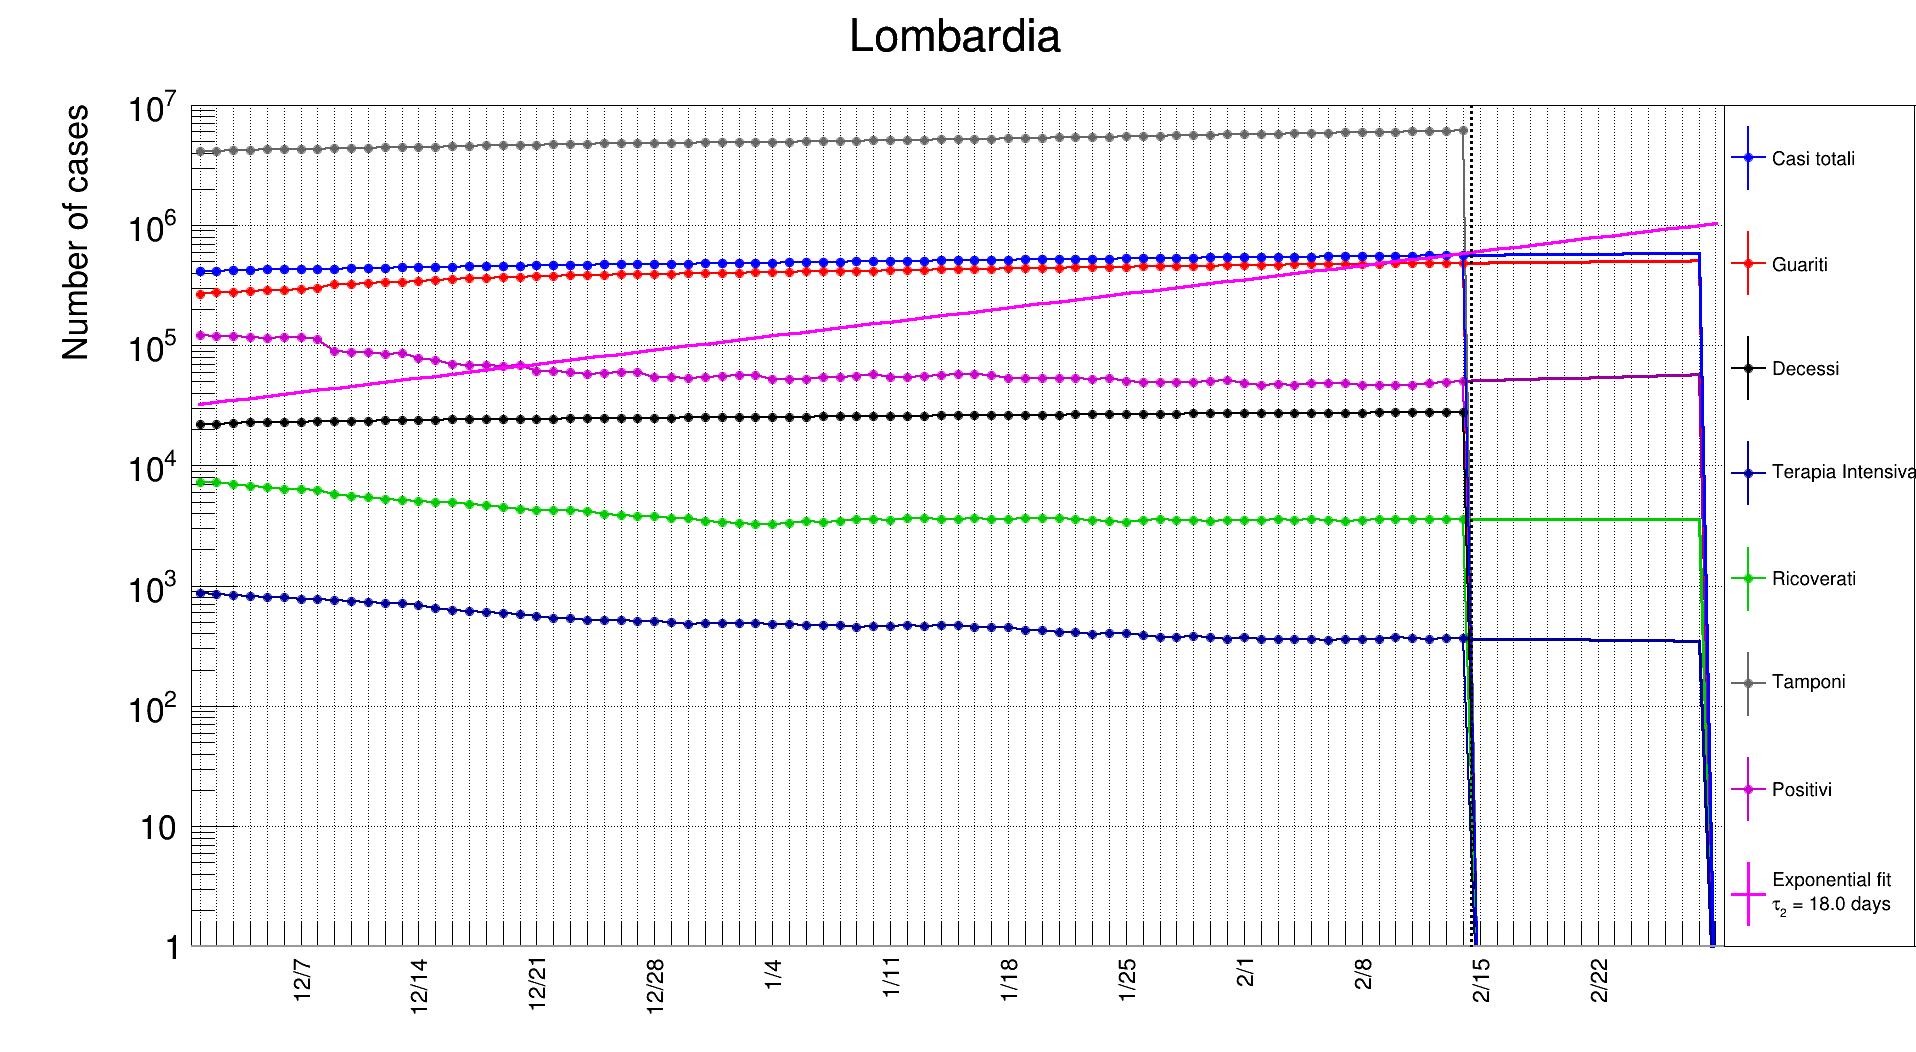 Lombardia
Number of cases
10^7
10^6
10^5
10^4
10^3
10^2
10
1
12/7
12/14
12/21
12/28
1/4
1/11
1/18
1/25
2/1
2/8
2/15
2/22
Casi totali
Guariti
Decessi
Terapia Intensiva
Ricoverati
Tamponi
Positivi
Exponential fit
τ₂ = 18.0 days